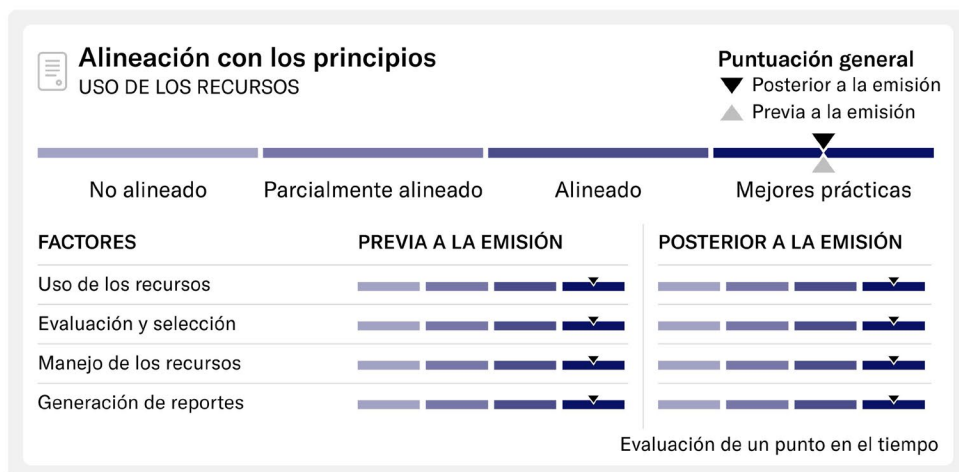 Alineación con los principios
USO DE LOS RECURSOS
Puntuación general
Posterior a la emisión
Previa a la emisión
No alineado
Parcialmente alineado
Alineado
Mejores prácticas
FACTORES
PREVIA A LA EMISIÓN
POSTERIOR A LA EMISIÓN
Uso de los recursos
Evaluación y selección
Manejo de los recursos
Generación de reportes
Evaluación de un punto en el tiempo